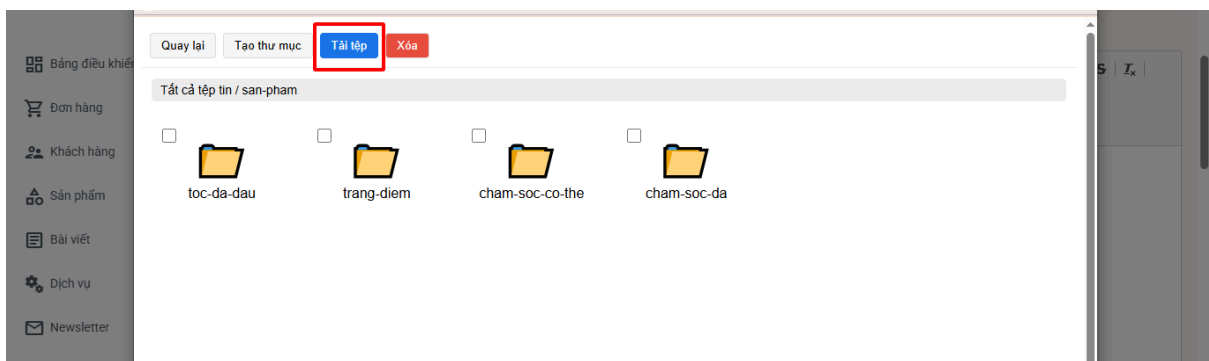 Quay lại Tạo thư mục Tải tệp Xóa
Bảng điều khiển
Tất cả tệp tin / san-pham
Đơn hàng
Khách hàng
toc-da-dau trang-diem cham-soc-co-the cham-soc-da
Sản phẩm
Bài viết
Dịch vụ
Newsletter